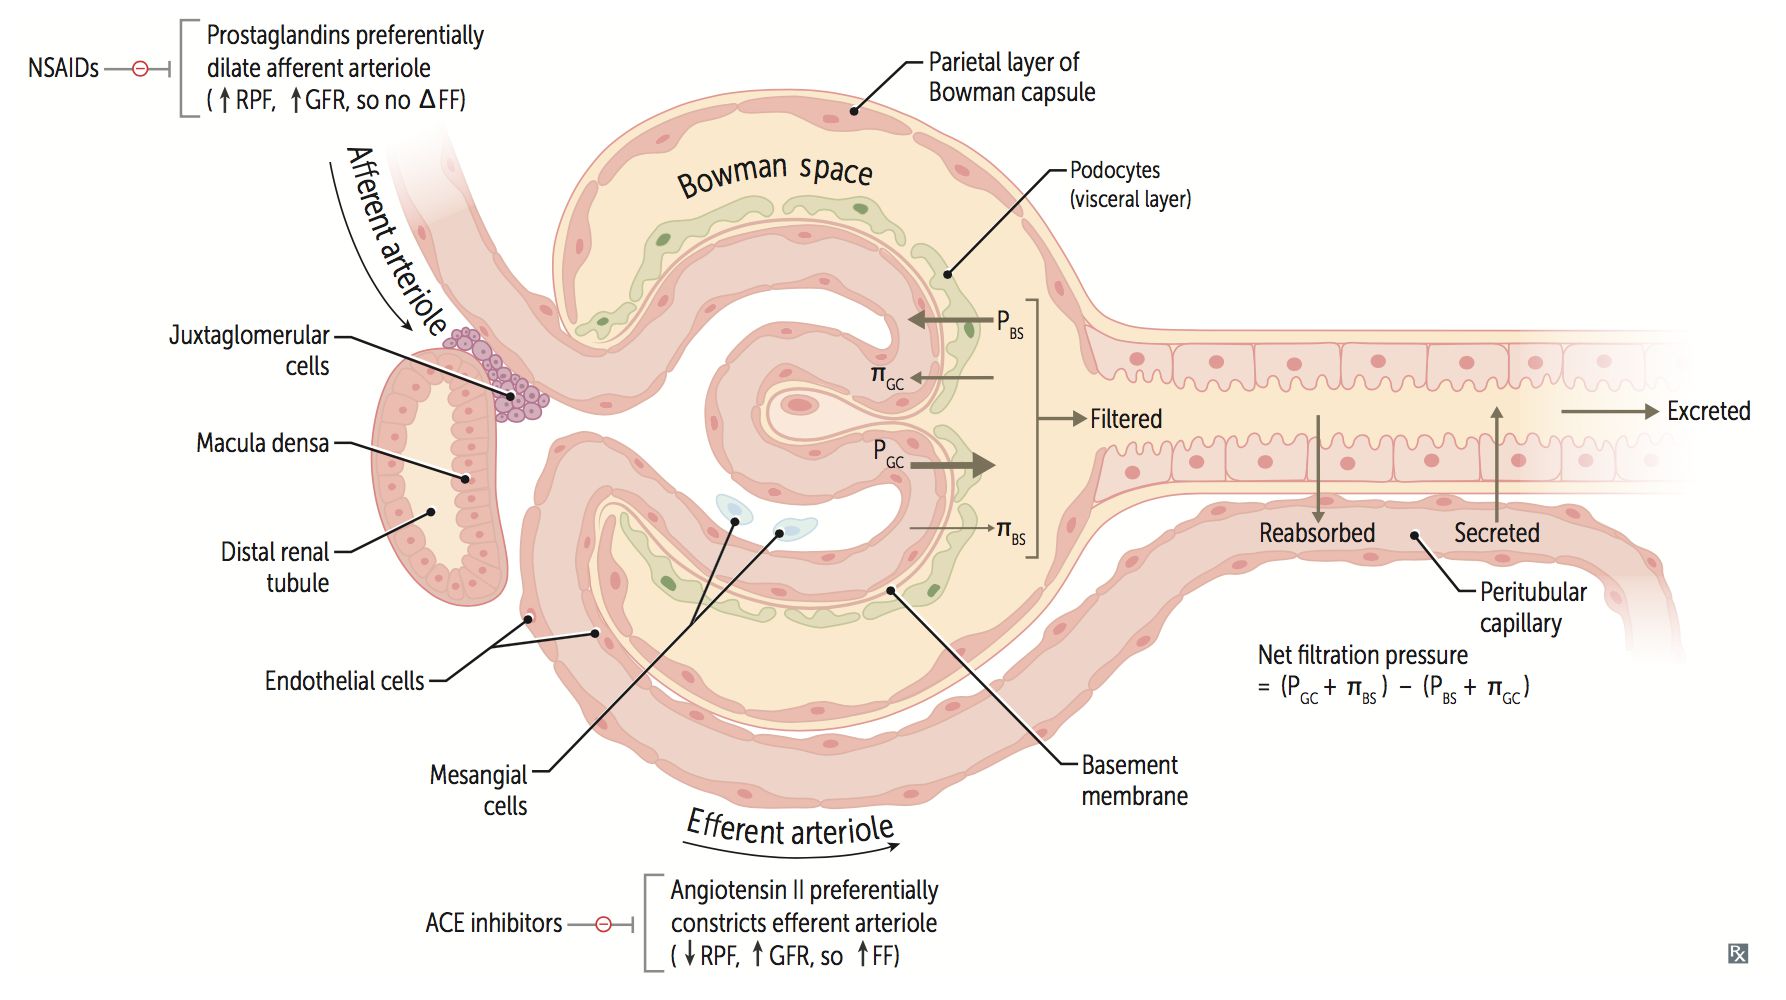 NSAIDs
Prostaglandins preferentially
dilate afferent arteriole
(↑RPF, ↑GFR, so no ΔFF)
Afferent arteriole
Parietal layer of
Bowman capsule
Bowman space
Podocytes
(visceral layer)
Juxtaglomerular
cells
Macula densa
Distal renal
tubule
Endothelial cells
Mesangial
cells
P_BS
π_GC
P_GC
π_BS
Filtered
Excreted
Reabsorbed
Secreted
Peritubular
capillary
Net filtration pressure
= (P_GC + π_BS) – (P_BS + π_GC)
Basement
membrane
Efferent arteriole
ACE inhibitors
Angiotensin II preferentially
constricts efferent arteriole
(↓RPF, ↑GFR, so ↑FF)
Rx